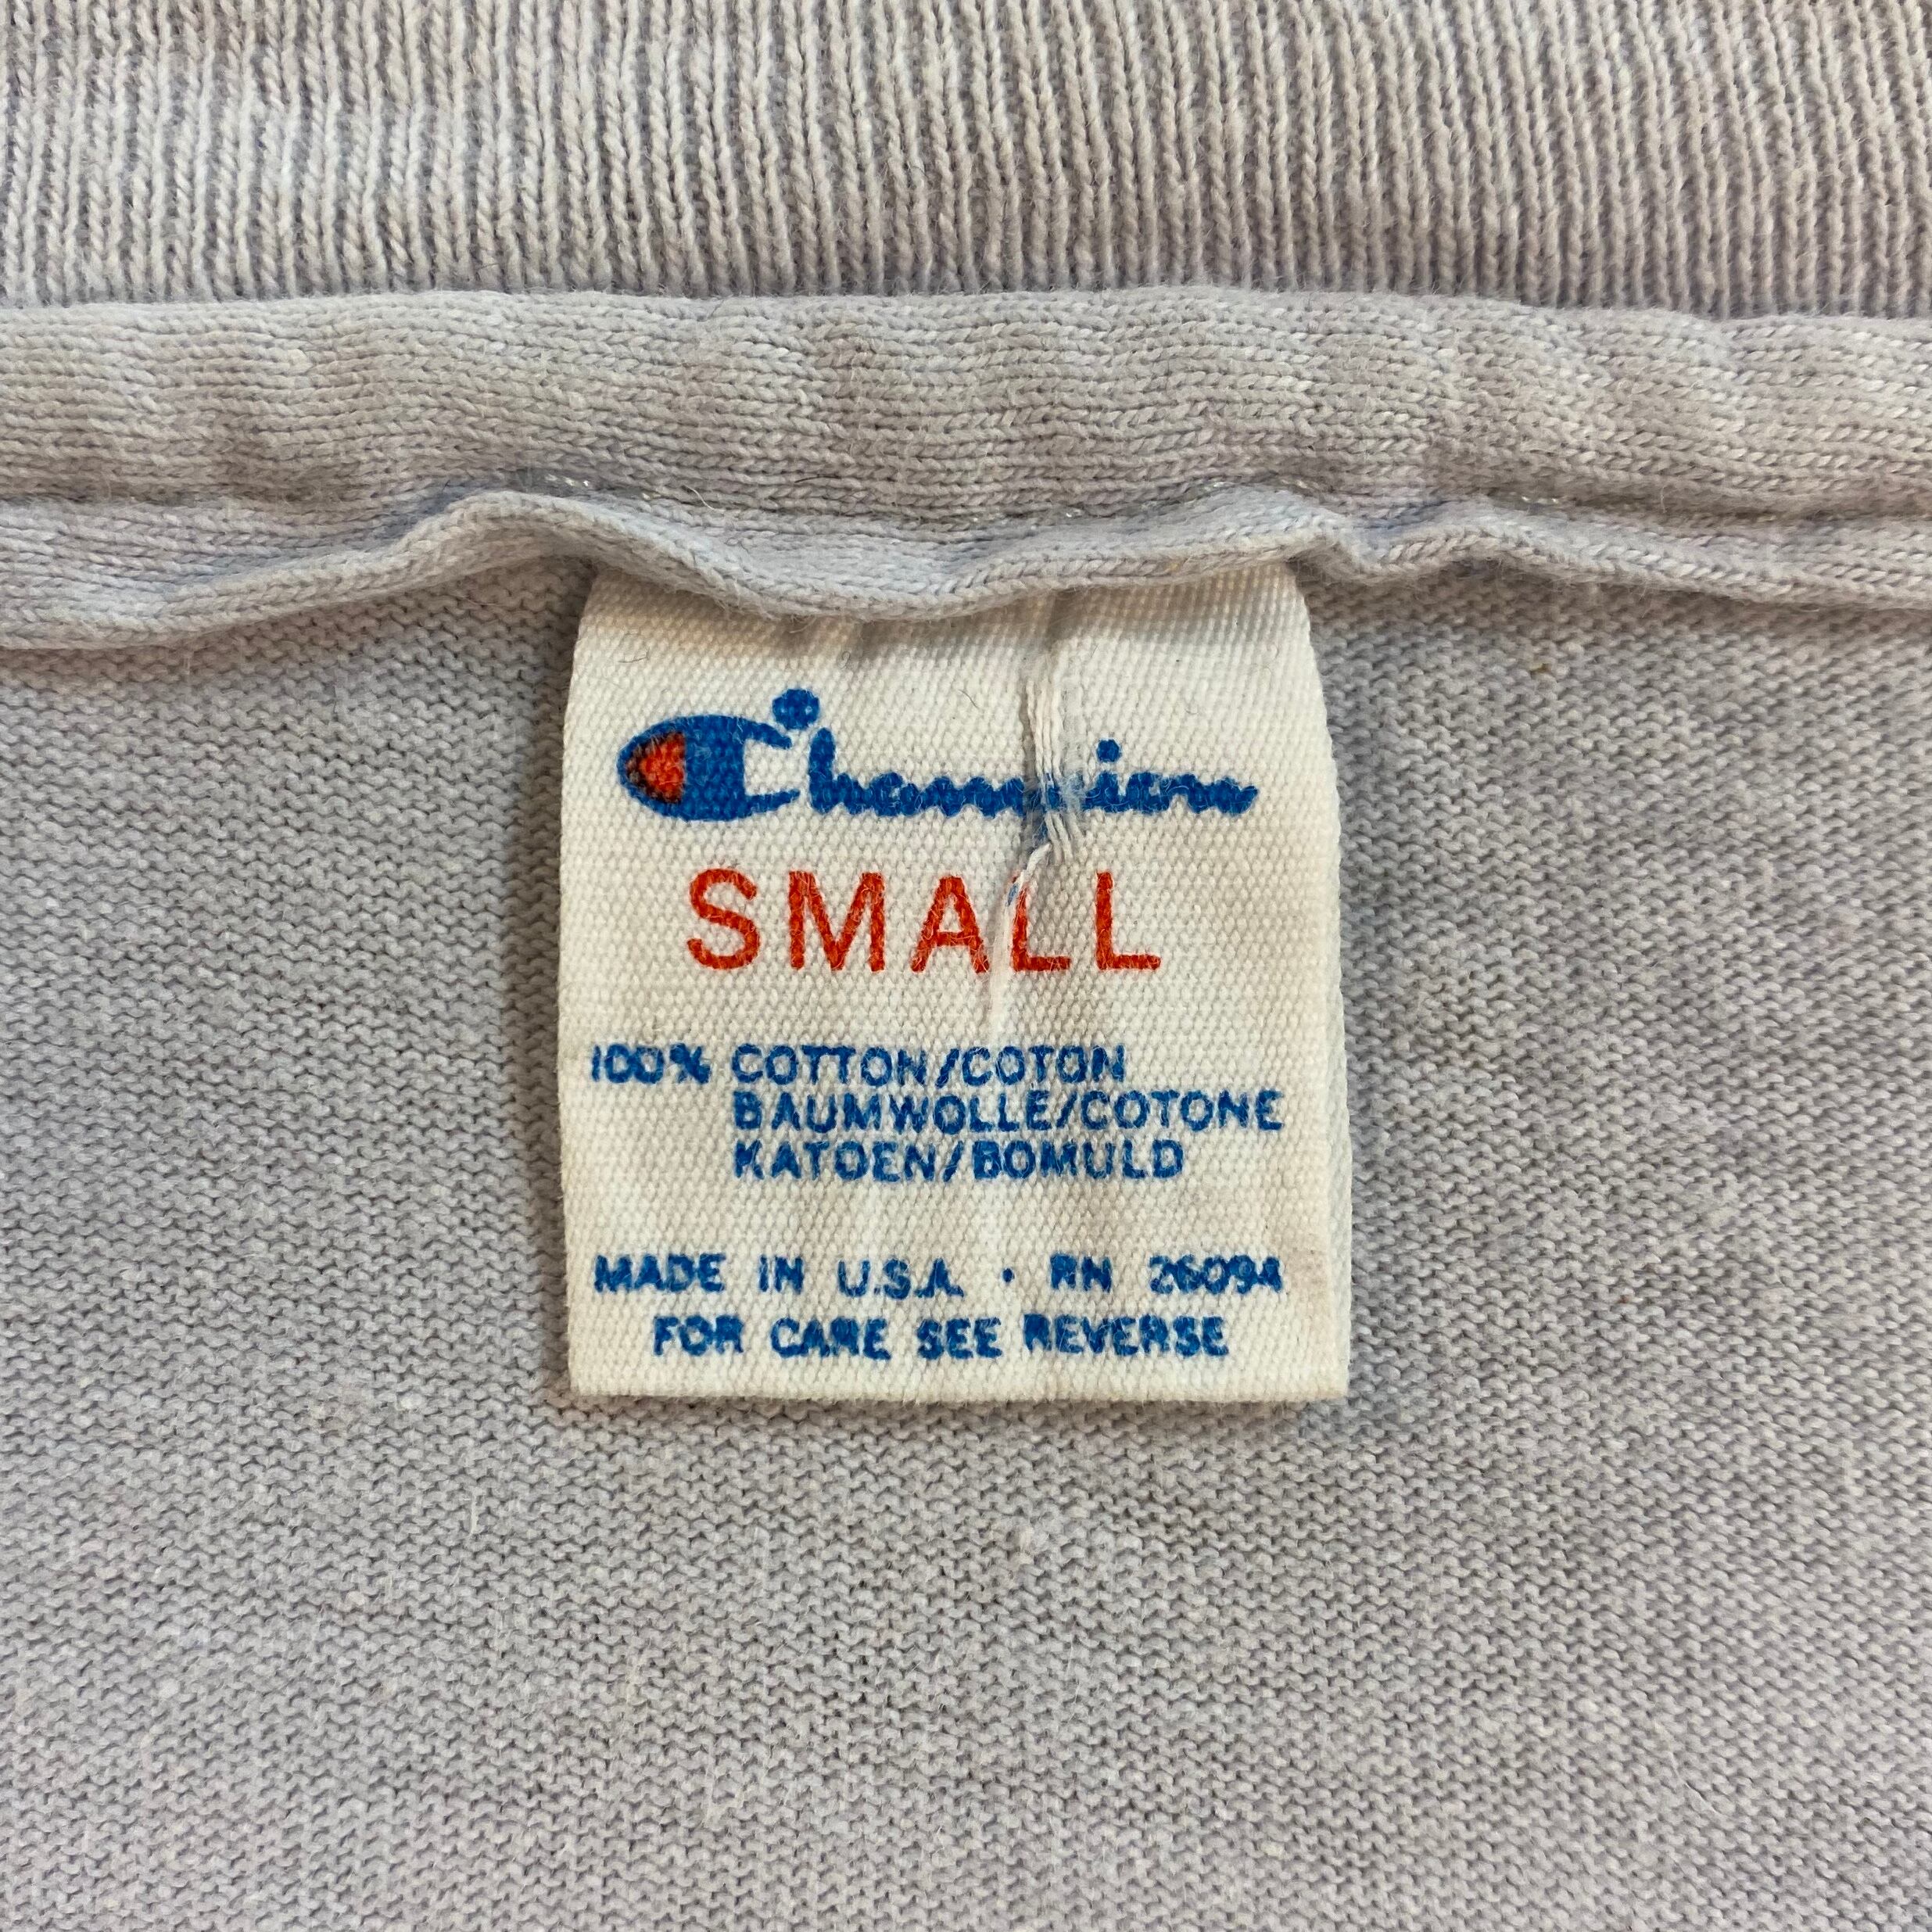 Champion
SMALL
100% COTTON/COTON
BAUMWOLLE/COTONE
KATOEN/BOMULD
MADE IN U.S.A. · RN 26094
FOR CARE SEE REVERSE